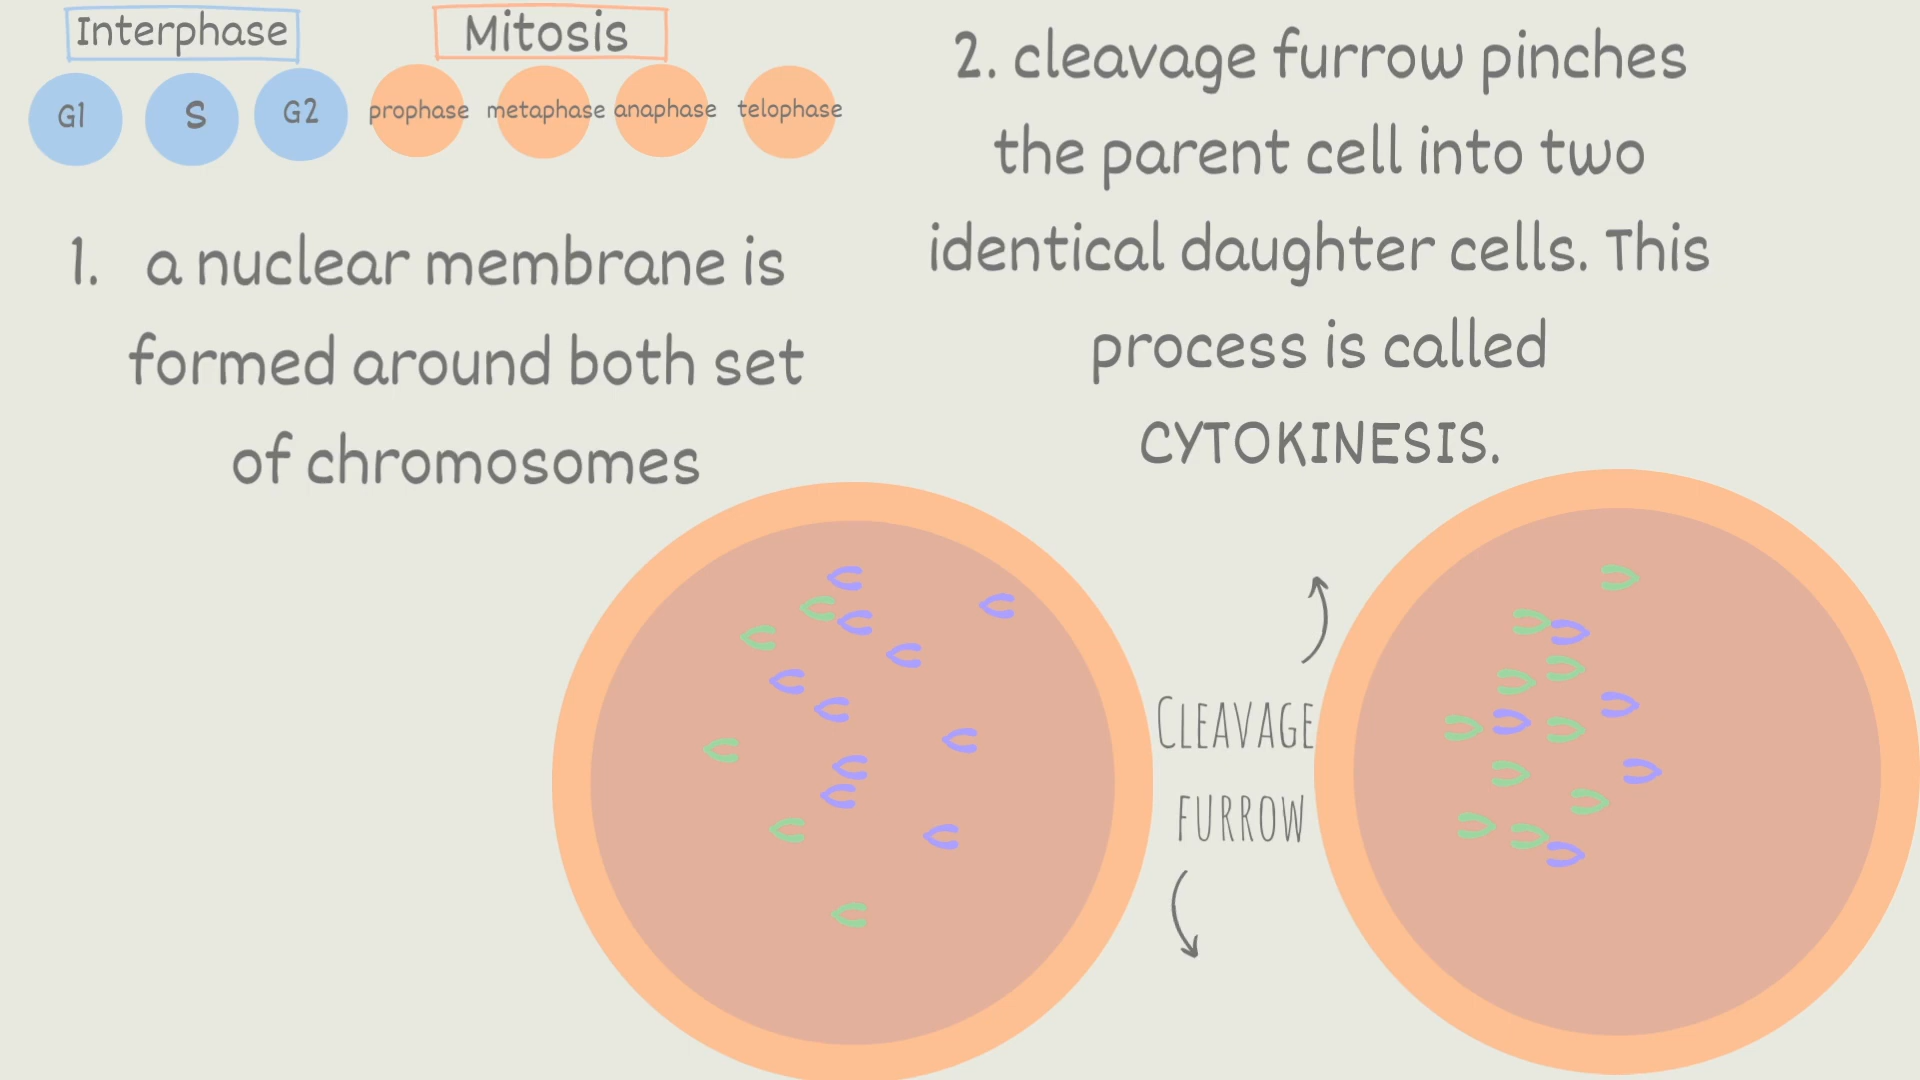 Interphase
Mitosis
G1
S
G2
prophase
metaphase
anaphase
telophase
1. a nuclear membrane is
formed around both set
of chromosomes
2. cleavage furrow pinches
the parent cell into two
identical daughter cells. This
process is called
CYTOKINESIS.
CLEAVAGE
FURROW